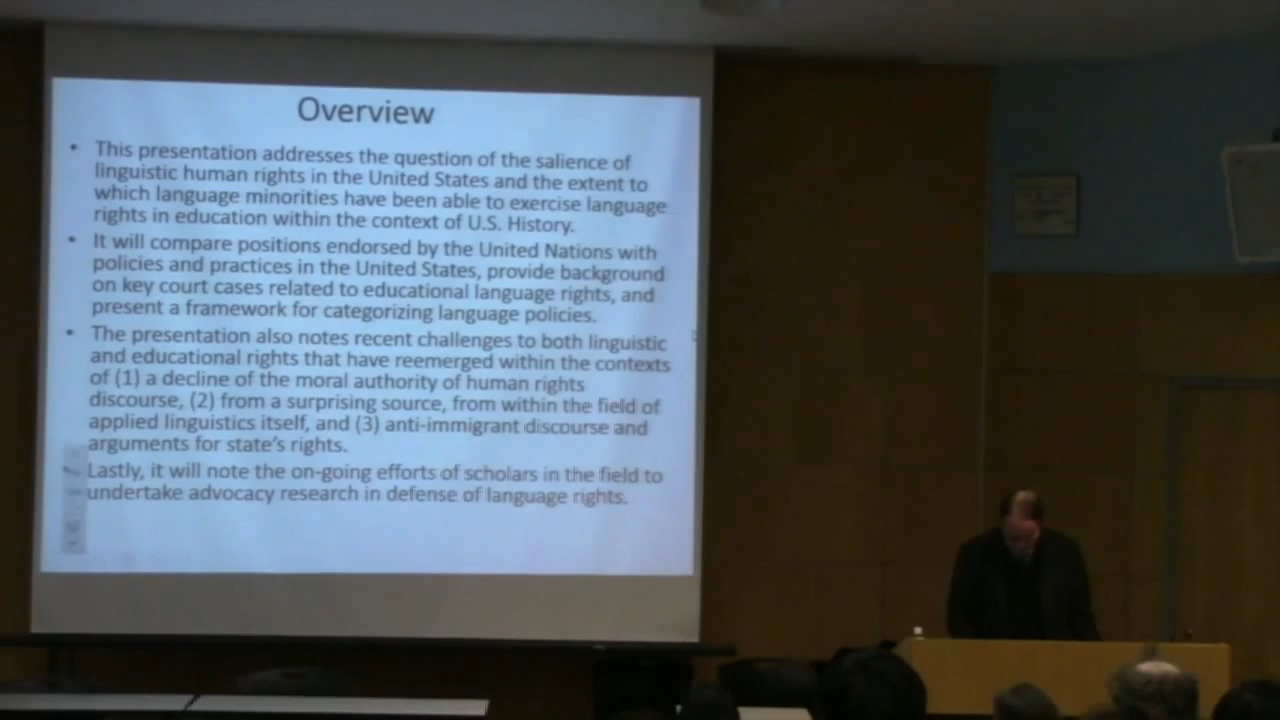 Overview
• This presentation addresses the question of the salience of
linguistic human rights in the United States and the extent to
which language minorities have been able to exercise language
rights in education within the context of U.S. History.
• It will compare positions endorsed by the United Nations with
policies and practices in the United States, provide background
on key court cases related to educational language rights, and
present a framework for categorizing language policies.
• The presentation also notes recent challenges to both linguistic
and educational rights that have reemerged within the contexts
of (1) a decline of the moral authority of human rights
discourse, (2) from a surprising source, from within the field of
applied linguistics itself, and (3) anti-immigrant discourse and
arguments for state's rights.
Lastly, it will note the on-going efforts of scholars in the field to
undertake advocacy research in defense of language rights.